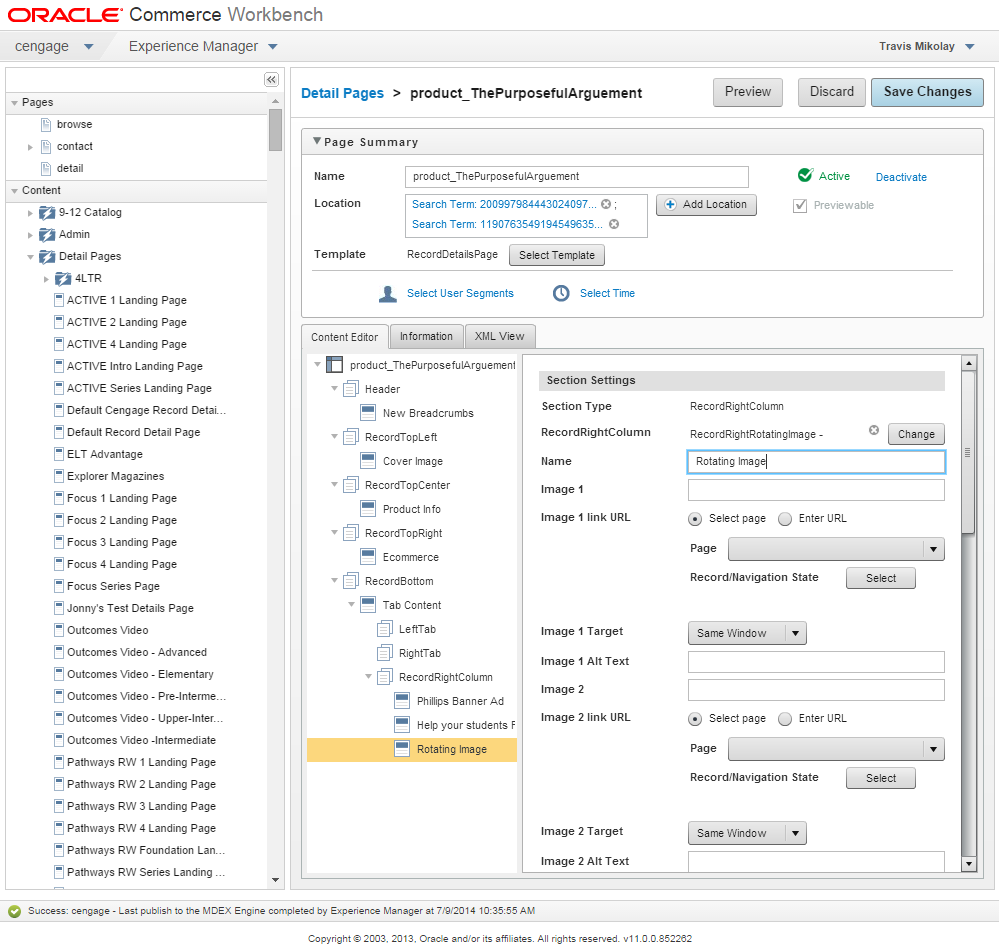 ORACLE Commerce Workbench
cengage Experience Manager Travis Mikolay
Pages
browse
contact
detail
Content
9-12 Catalog
Admin
Detail Pages
4LTR
ACTIVE 1 Landing Page
ACTIVE 2 Landing Page
ACTIVE 4 Landing Page
ACTIVE Intro Landing Page
ACTIVE Series Landing Page
Default Cengage Record Detai...
Default Record Detail Page
ELT Advantage
Explorer Magazines
Focus 1 Landing Page
Focus 2 Landing Page
Focus 3 Landing Page
Focus 4 Landing Page
Focus Series Page
Jonny's Test Details Page
Outcomes Video
Outcomes Video - Advanced
Outcomes Video - Elementary
Outcomes Video - Pre-Interme...
Outcomes Video - Upper-Inter...
Outcomes Video -Intermediate
Pathways RW 1 Landing Page
Pathways RW 2 Landing Page
Pathways RW 3 Landing Page
Pathways RW 4 Landing Page
Pathways RW Foundation Lan...
Pathways RW Series Landing ...
Detail Pages > product_ThePurposefulArguement
Preview Discard Save Changes
Page Summary
Name product_ThePurposefulArguement Active Deactivate
Location Search Term: 200997984443024097... ; Add Location Previewable
Search Term: 1190763549194549635...
Template RecordDetailsPage Select Template
Select User Segments Select Time
Content Editor Information XML View
product_ThePurposefulArguement
Header
New Breadcrumbs
RecordTopLeft
Cover Image
RecordTopCenter
Product Info
RecordTopRight
Ecommerce
RecordBottom
Tab Content
LeftTab
RightTab
RecordRightColumn
Phillips Banner Ad
Help your students F
Rotating Image
Section Settings
Section Type RecordRightColumn
RecordRightColumn RecordRightRotatingImage - Change
Name Rotating Image
Image 1
Image 1 link URL Select page Enter URL
Page
Record/Navigation State Select
Image 1 Target Same Window
Image 1 Alt Text
Image 2
Image 2 link URL Select page Enter URL
Page
Record/Navigation State Select
Image 2 Target Same Window
Image 2 Alt Text
Success: cengage - Last publish to the MDEX Engine completed by Experience Manager at 7/9/2014 10:35:55 AM
Copyright © 2003, 2013, Oracle and/or its affiliates. All rights reserved. v11.0.0.852262